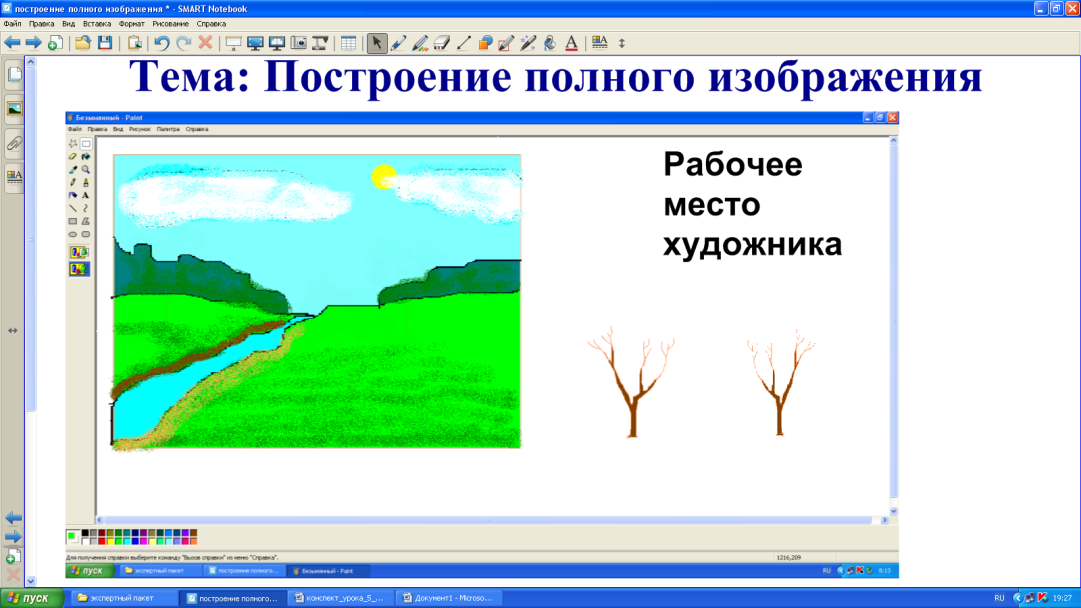 построение полного изображения * - SMART Notebook
Файл Правка Вид Вставка Формат Рисование Справка
Тема: Построение полного изображения
Безымянный - Paint
Файл Правка Вид Рисунок Палитра Справка
Рабочее
место
художника
Для получения справки выберите команду "Вызов справки" из меню "Справка".
1216,209
пуск
экспертный пакет
построение полного...
Безымянный - Paint
RU
8:13
пуск
экспертный пакет
построение полного...
конспект_урока_5_...
Документ1 - Microso...
RU
19:27